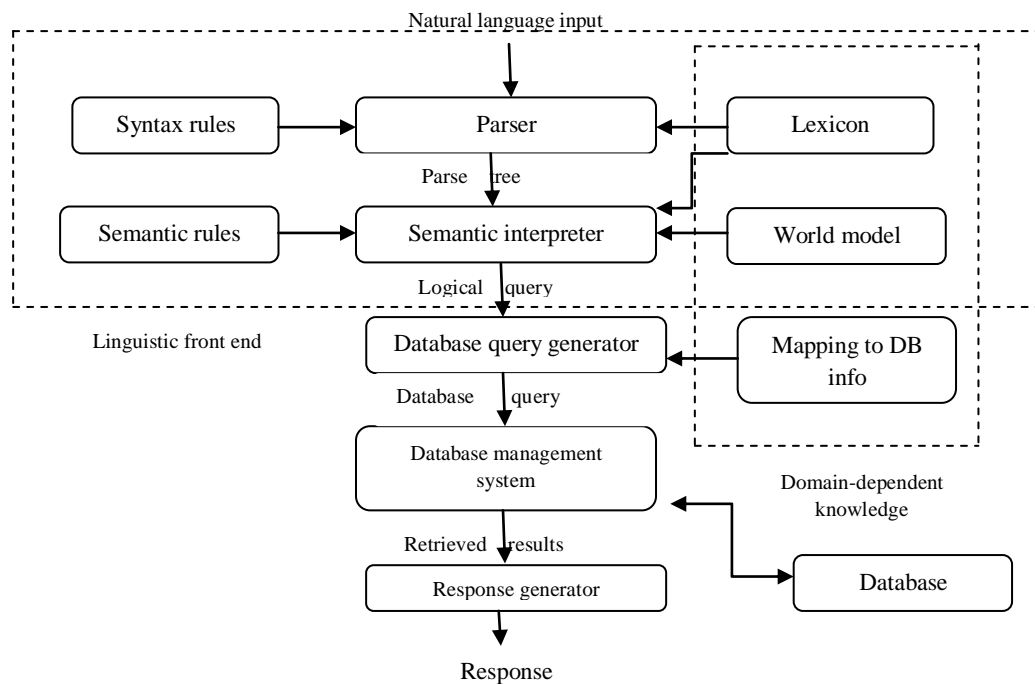 Natural language input
Syntax rules
Parser
Lexicon
Parse tree
Semantic rules
Semantic interpreter
World model
Logical query
Linguistic front end
Database query generator
Mapping to DB
info
Database query
Database management
system
Domain-dependent
knowledge
Retrieved results
Response generator
Database
Response